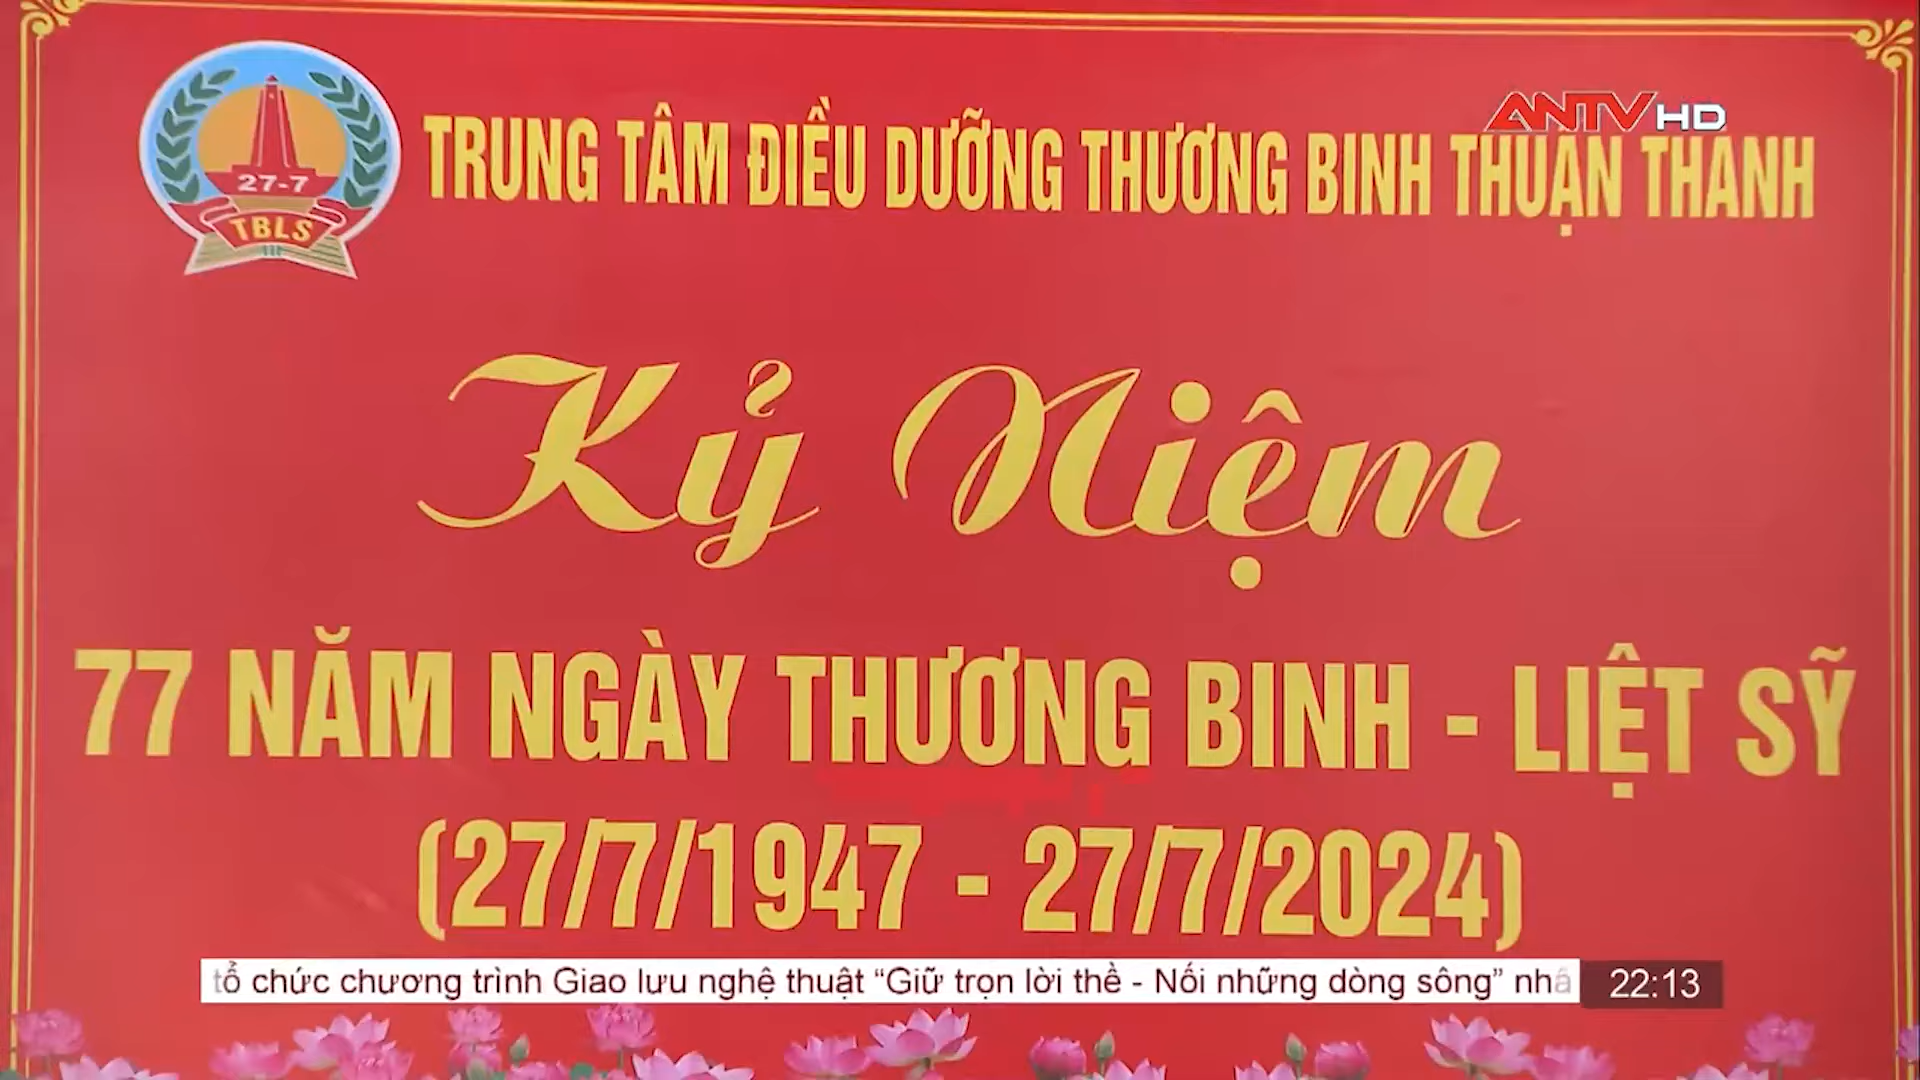 ANTV HD
TRUNG TÂM ĐIỀU DƯỠNG THƯƠNG BINH THUẬN THÀNH
27-7
TBLS
Kỷ Niệm
77 NĂM NGÀY THƯƠNG BINH - LIỆT SỸ
(27/7/1947 - 27/7/2024)
tổ chức chương trình Giao lưu nghệ thuật “Giữ trọn lời thề - Nối những dòng sông” nhâ
22:13